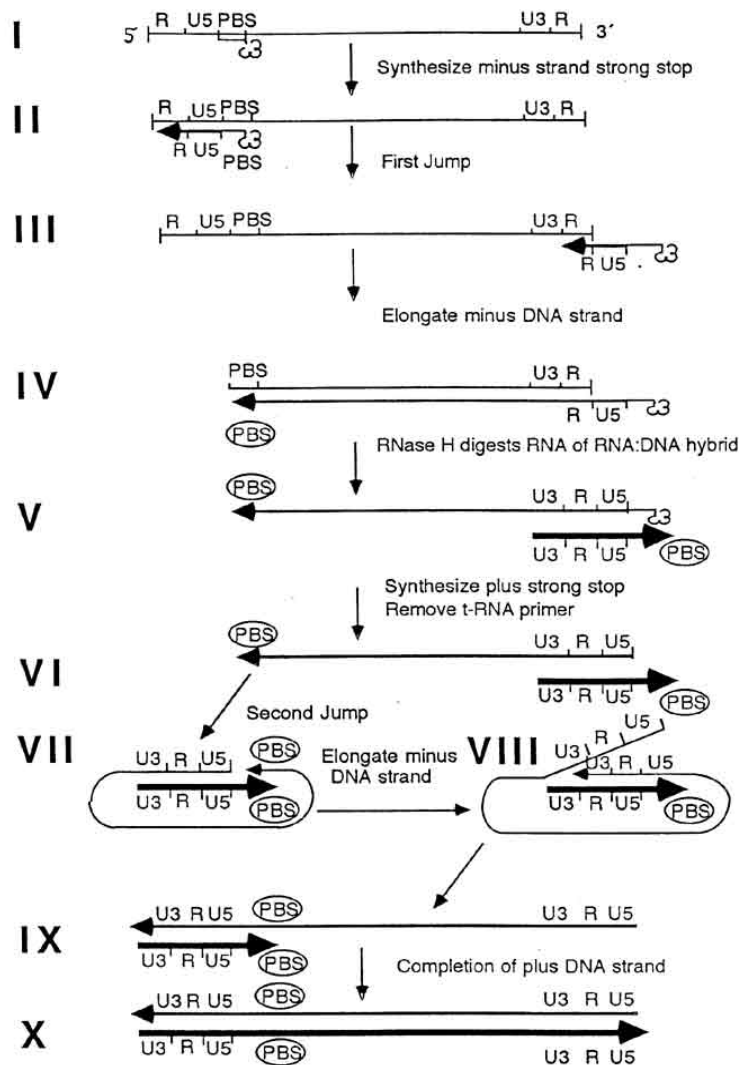 R U5 PBS U3 R
I 5´ 3´
Synthesize minus strand strong stop
R U5 PBS U3 R
II
R U5 PBS
First Jump
III R U5 PBS U3 R
R U5
Elongate minus DNA strand
IV PBS U3 R
R U5
PBS
RNase H digests RNA of RNA:DNA hybrid
PBS
V U3 R U5
U3 R U5 PBS
Synthesize plus strong stop
Remove t-RNA primer
PBS U3 R U5
VI
U3 R U5 PBS
Second Jump
VII U3 R U5 PBS
Elongate minus
DNA strand
U3 R U5 PBS
VIII U3 R U5
U3 R U5
U3 R U5 PBS
U3 R U5 PBS U3 R U5
IX
U3 R U5 PBS
Completion of plus DNA strand
U3 R U5 PBS U3 R U5
X
U3 R U5 PBS U3 R U5